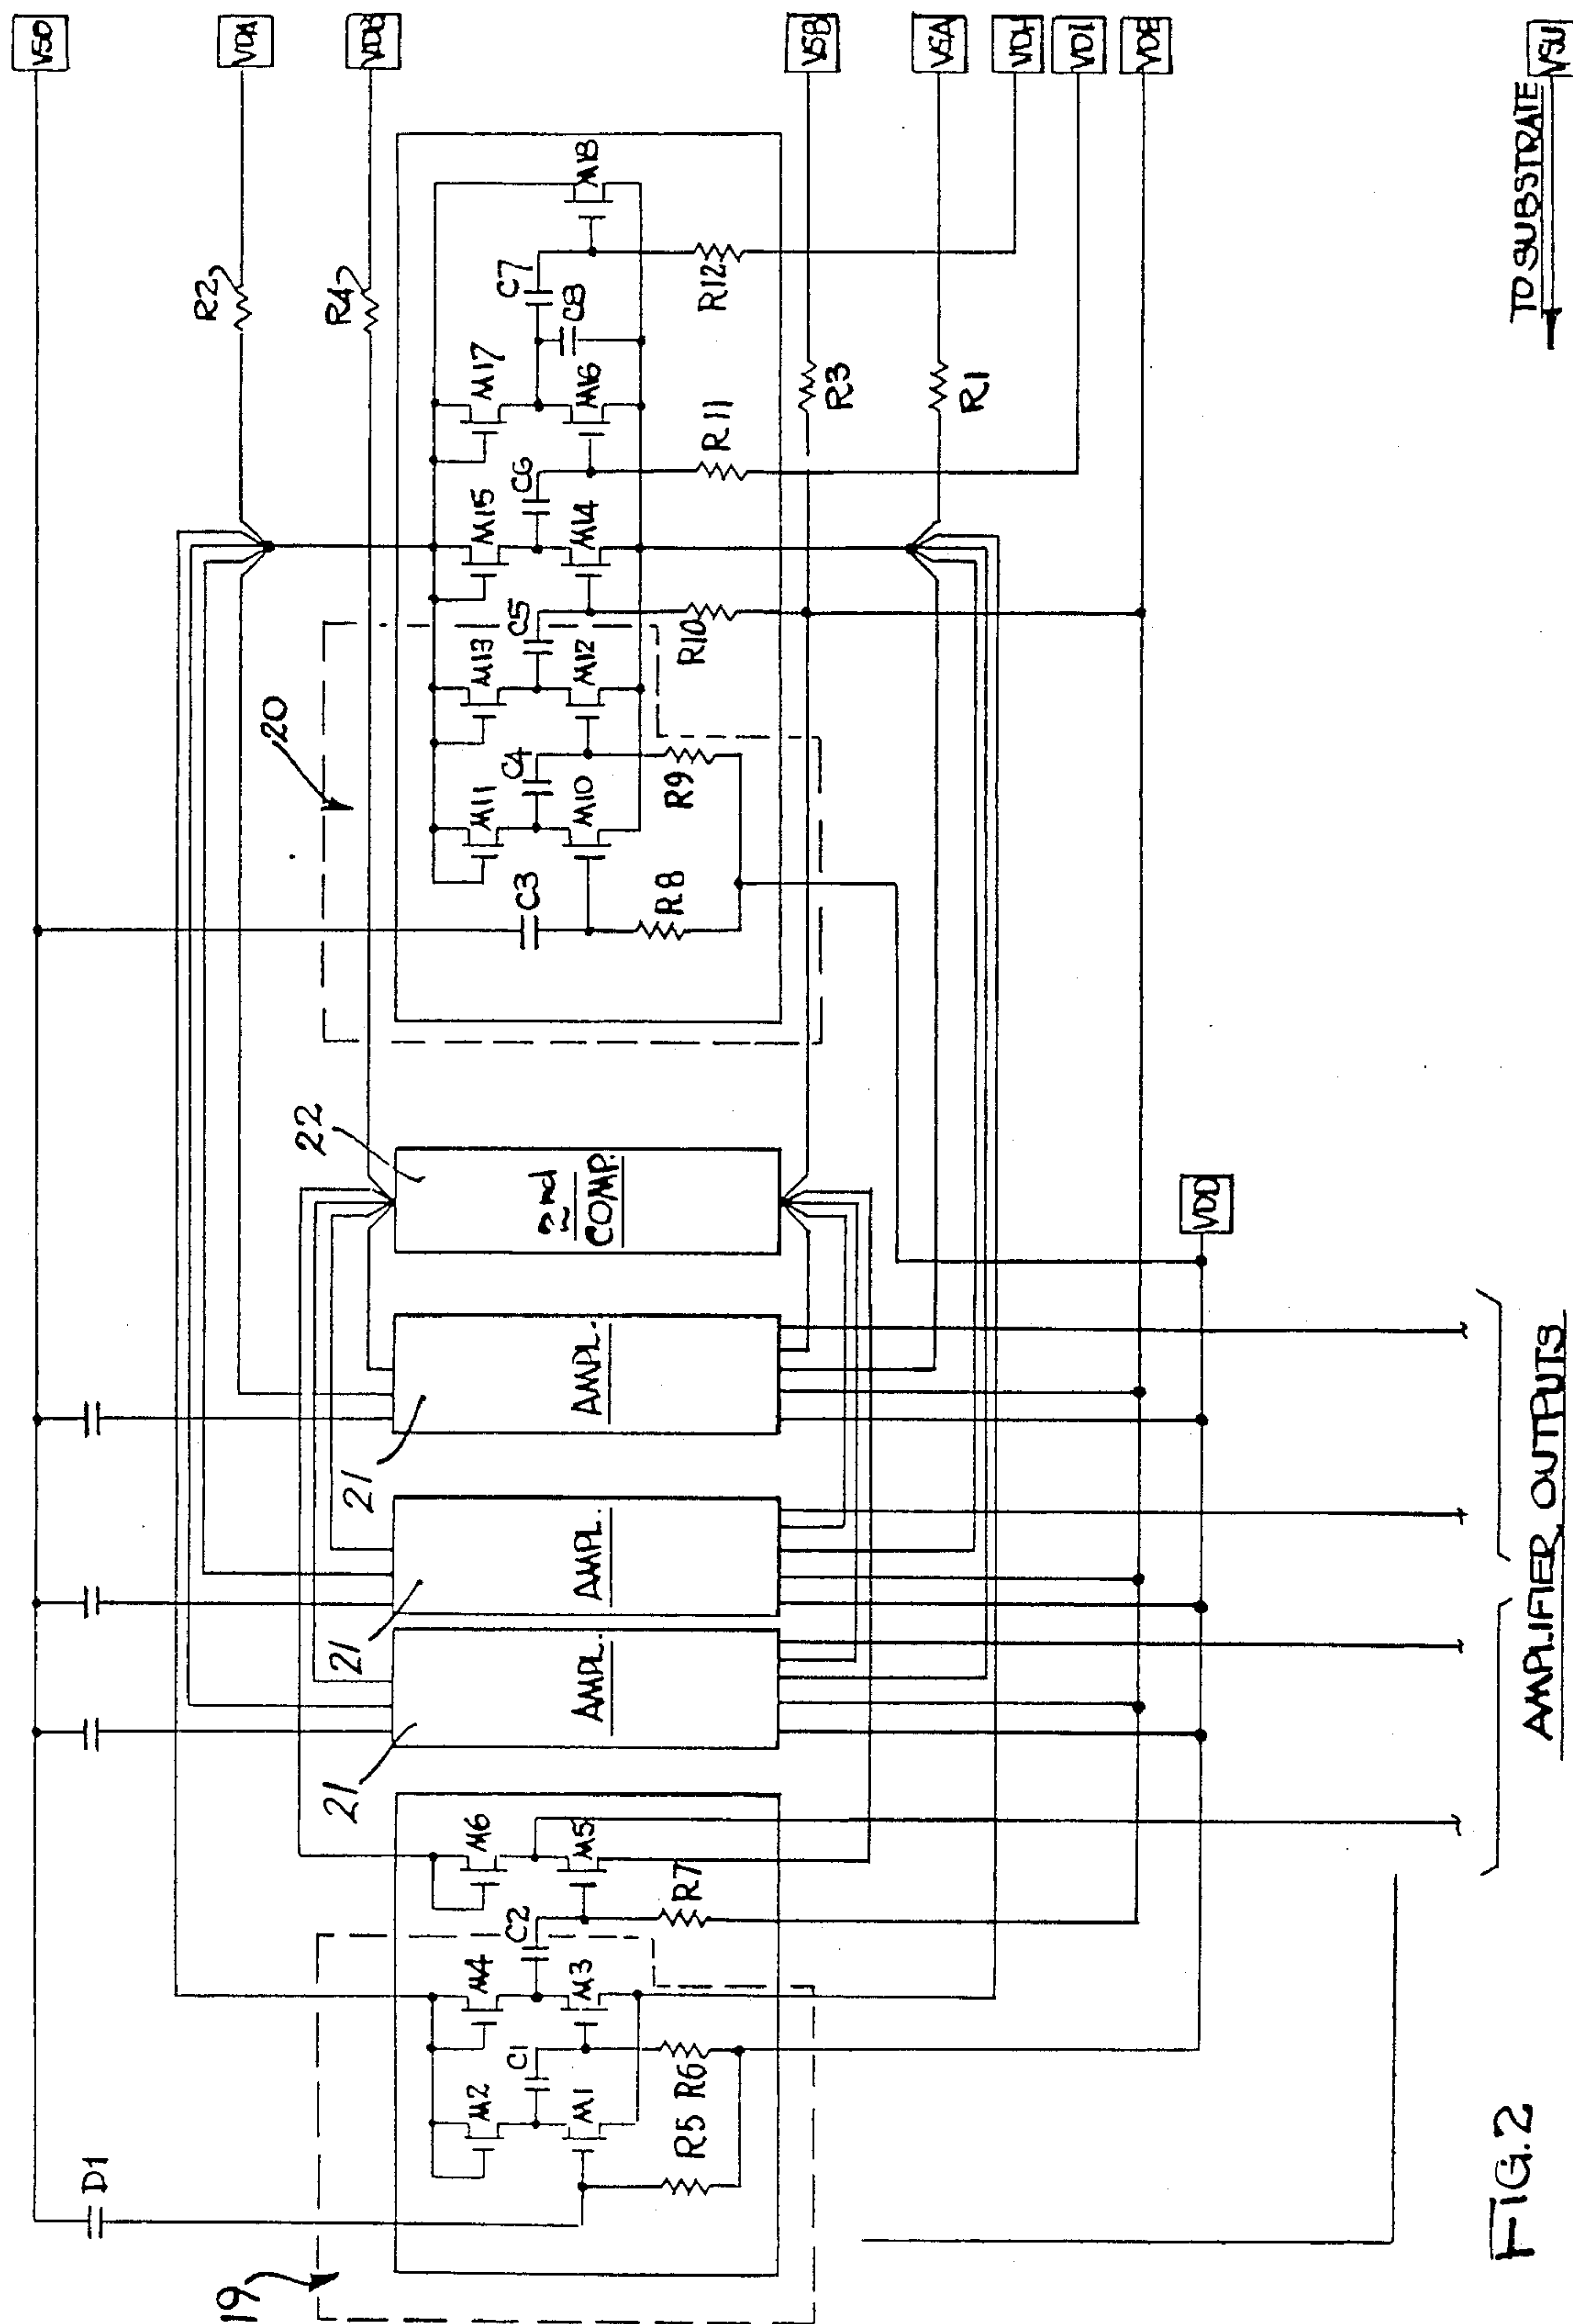 VSO
VDA
VDB
VSB
VSA
VDH
VDI
VDE
VSU
TO SUBSTRATE
R2
R4
M18
C7
C8
R12
M17
M16
R11
R3
R1
C6
M15
M14
C5
M13
M12
R10
20
C4
M11
M10
R9
C3
R8
22
2nd
COMP.
VDD
AMPL.
21
AMPL.
21
AMPL.
21
AMPLIFIER OUTPUTS
M6
M5
R7
C2
M4
M3
C1
R6
M2
M1
R5
D1
19
FIG. 2